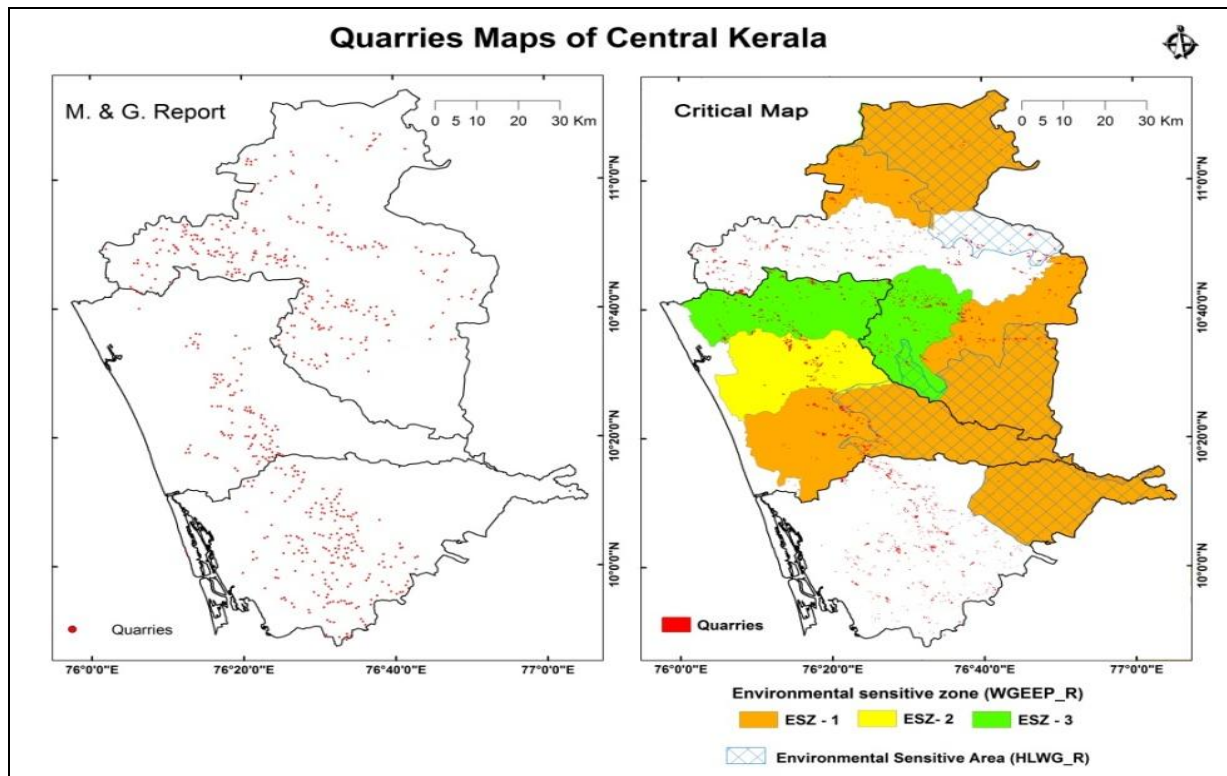 Quarries Maps of Central Kerala
M. & G. Report
0 5 10 20 30 Km
11°0'0"N
10°40'0"N
10°20'0"N
10°0'0"N
Quarries
76°0'0"E 76°20'0"E 76°40'0"E 77°0'0"E
Critical Map
0 5 10 20 30 Km
11°0'0"N
10°40'0"N
10°20'0"N
10°0'0"N
Quarries
76°0'0"E 76°20'0"E 76°40'0"E 77°0'0"E
Environmental sensitive zone (WGEEP_R)
ESZ - 1 ESZ- 2 ESZ - 3
Environmental Sensitive Area (HLWG_R)